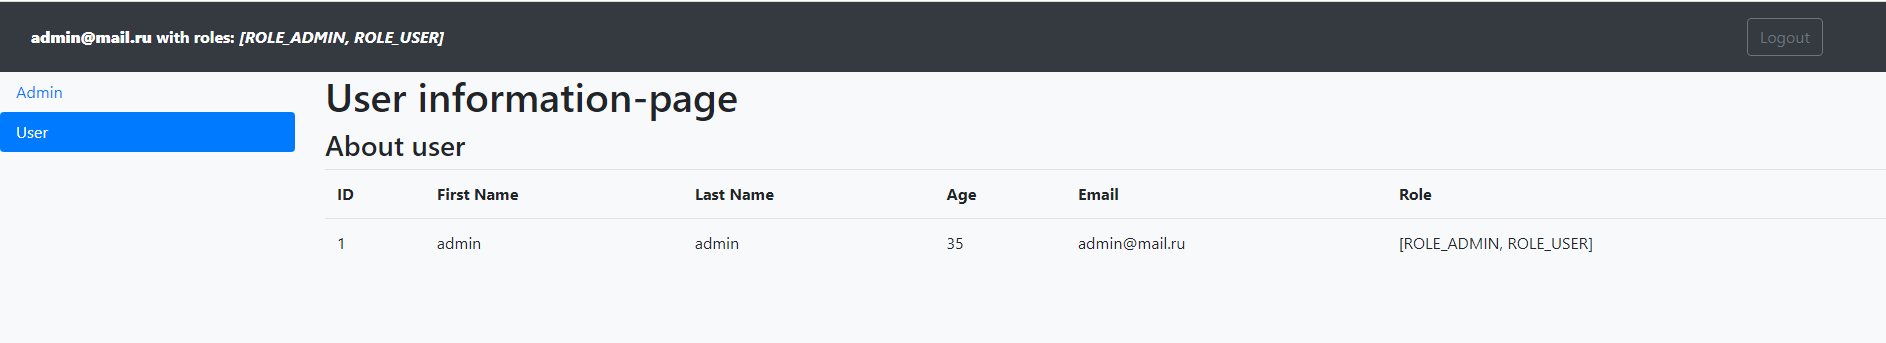 admin@mail.ru with roles: [ROLE_ADMIN, ROLE_USER]
Logout
Admin
User
User information-page
About user
ID First Name Last Name Age Email Role
1 admin admin 35 admin@mail.ru [ROLE_ADMIN, ROLE_USER]